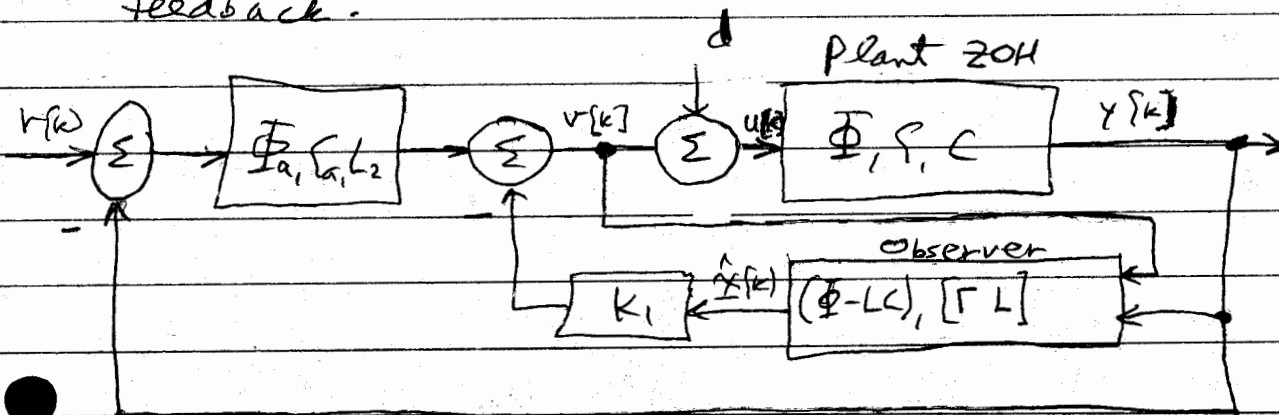 feedback.
d
Plant ZOH
r[k] Σ Φa, Γa, L2 Σ v[k] Σ u[k] Φ, Γ, C y[k]
-
-
Observer
K1 x̂[k] (Φ-LC), [Γ L]